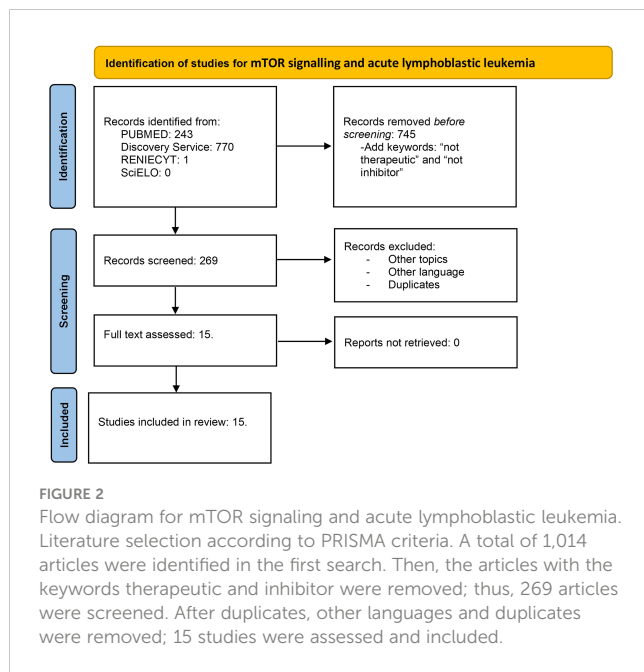 Identification of studies for mTOR signalling and acute lymphoblastic leukemia
Identification
Records identified from:
PUBMED: 243
Discovery Service: 770
RENIECYT: 1
SciELO: 0
Records removed before
screening: 745
-Add keywords: “not
therapeutic” and “not
inhibitor”
Screening
Records screened: 269
Records excluded:
- Other topics
- Other language
- Duplicates
Full text assessed: 15.
Reports not retrieved: 0
Included
Studies included in review: 15.
FIGURE 2
Flow diagram for mTOR signaling and acute lymphoblastic leukemia.
Literature selection according to PRISMA criteria. A total of 1,014
articles were identified in the first search. Then, the articles with the
keywords therapeutic and inhibitor were removed; thus, 269 articles
were screened. After duplicates, other languages and duplicates
were removed; 15 studies were assessed and included.